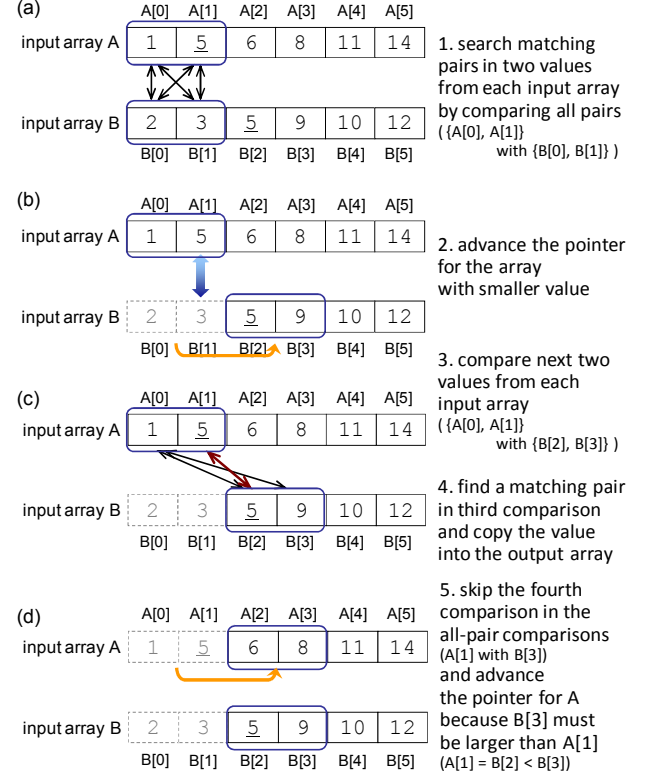 (a)
A[0] A[1] A[2] A[3] A[4] A[5]
input array A 1 5 6 8 11 14
input array B 2 3 5 9 10 12
B[0] B[1] B[2] B[3] B[4] B[5]
1. search matching
pairs in two values
from each input array
by comparing all pairs
( {A[0], A[1]}
with {B[0], B[1]} )
(b)
A[0] A[1] A[2] A[3] A[4] A[5]
input array A 1 5 6 8 11 14
input array B 2 3 5 9 10 12
B[0] B[1] B[2] B[3] B[4] B[5]
2. advance the pointer
for the array
with smaller value
(c)
A[0] A[1] A[2] A[3] A[4] A[5]
input array A 1 5 6 8 11 14
input array B 2 3 5 9 10 12
B[0] B[1] B[2] B[3] B[4] B[5]
3. compare next two
values from each
input array
( {A[0], A[1]}
with {B[2], B[3]} )
4. find a matching pair
in third comparison
and copy the value
into the output array
(d)
A[0] A[1] A[2] A[3] A[4] A[5]
input array A 1 5 6 8 11 14
input array B 2 3 5 9 10 12
B[0] B[1] B[2] B[3] B[4] B[5]
5. skip the fourth
comparison in the
all-pair comparisons
(A[1] with B[3])
and advance
the pointer for A
because B[3] must
be larger than A[1]
(A[1] = B[2] < B[3])